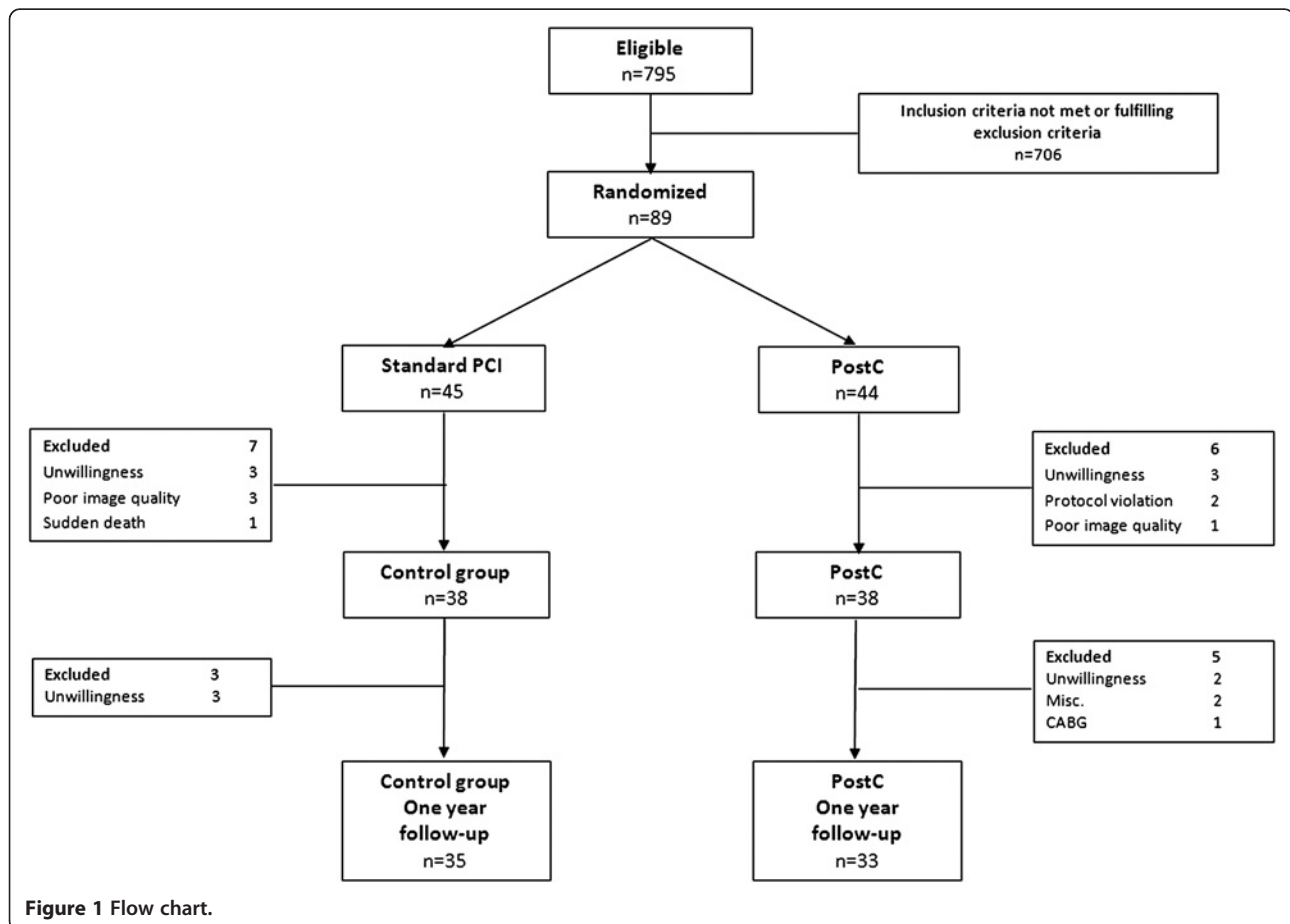 Eligible
n=795
Inclusion criteria not met or fulfilling
exclusion criteria
n=706
Randomized
n=89
Standard PCI
n=45
PostC
n=44
Excluded 7
Unwillingness 3
Poor image quality 3
Sudden death 1
Excluded 6
Unwillingness 3
Protocol violation 2
Poor image quality 1
Control group
n=38
PostC
n=38
Excluded 3
Unwillingness 3
Excluded 5
Unwillingness 2
Misc. 2
CABG 1
Control group
One year
follow-up
n=35
PostC
One year
follow-up
n=33
Figure 1 Flow chart.